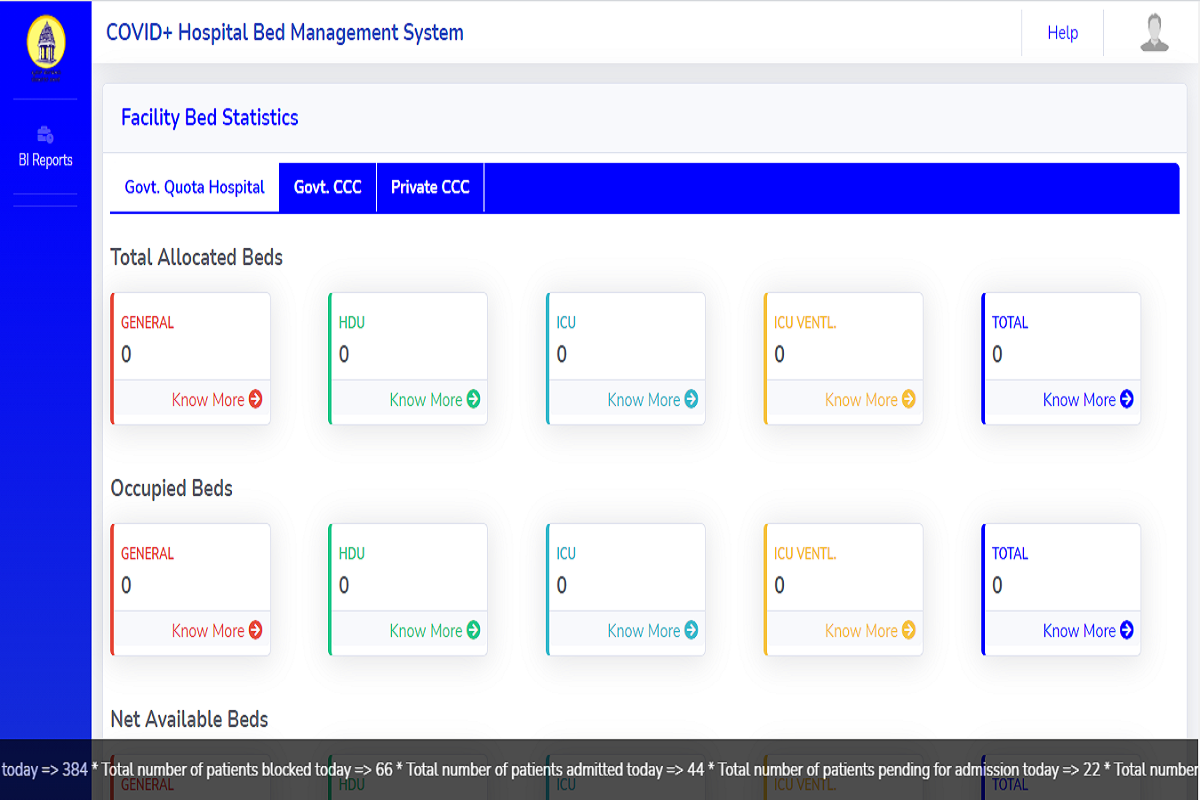 COVID+ Hospital Bed Management System
Help
BI Reports
Facility Bed Statistics
Govt. Quota Hospital
Govt. CCC
Private CCC
Total Allocated Beds
GENERAL
0
Know More
HDU
0
Know More
ICU
0
Know More
ICU VENTL.
0
Know More
TOTAL
0
Know More
Occupied Beds
GENERAL
0
Know More
HDU
0
Know More
ICU
0
Know More
ICU VENTL.
0
Know More
TOTAL
0
Know More
Net Available Beds
today => 384 * Total number of patients blocked today => 66 * Total number of patients admitted today => 44 * Total number of patients pending for admission today => 22 * Total number
GENERAL
HDU
ICU
ICU VENTL.
TOTAL